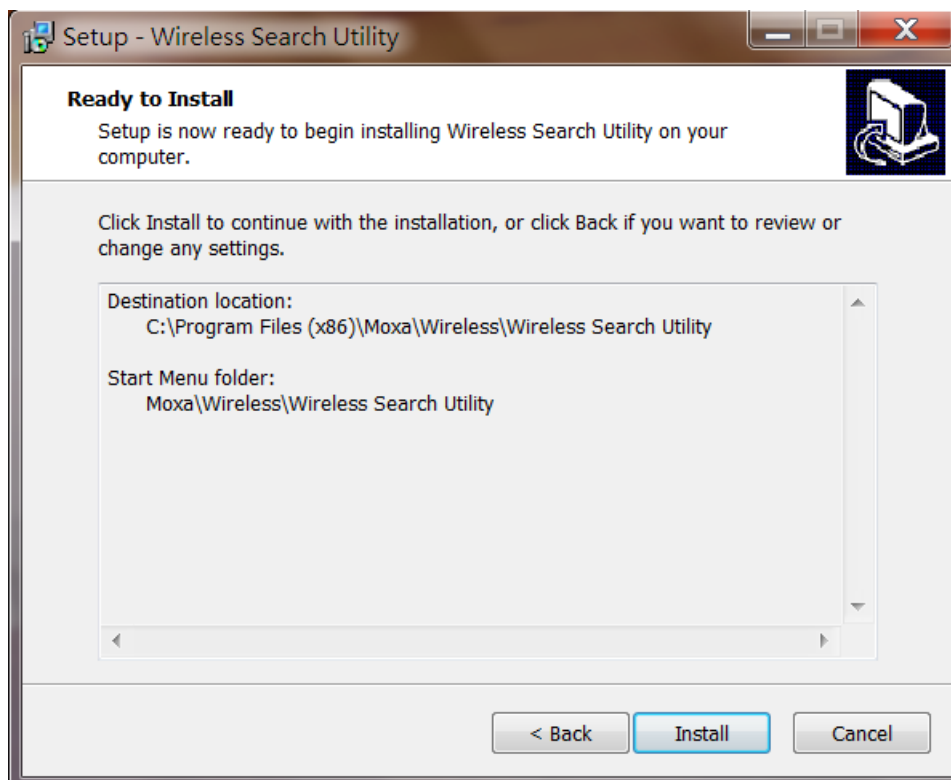 Setup - Wireless Search Utility
Ready to Install
Setup is now ready to begin installing Wireless Search Utility on your
computer.
Click Install to continue with the installation, or click Back if you want to review or
change any settings.
Destination location:
C:\Program Files (x86)\Moxa\Wireless\Wireless Search Utility
Start Menu folder:
Moxa\Wireless\Wireless Search Utility
< Back
Install
Cancel